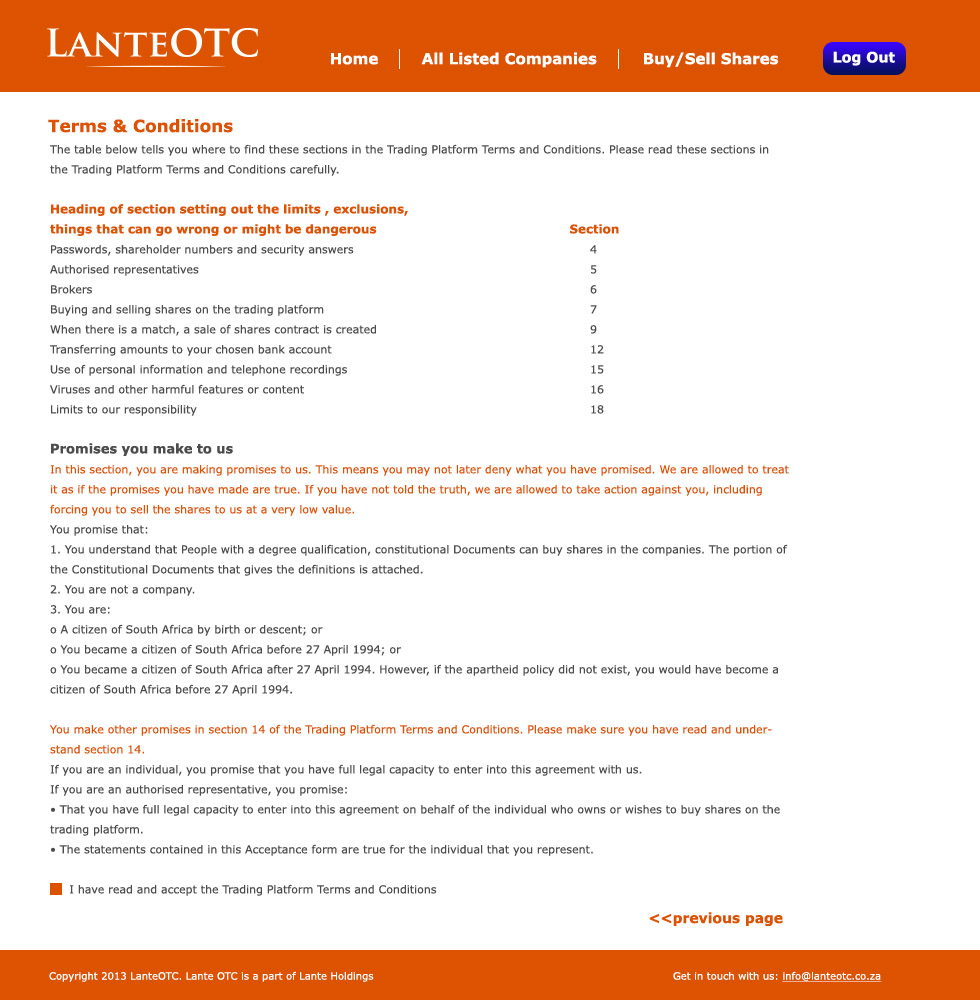 LANTEOTC
Home
All Listed Companies
Buy/Sell Shares
Log Out
Terms & Conditions
The table below tells you where to find these sections in the Trading Platform Terms and Conditions. Please read these sections in
the Trading Platform Terms and Conditions carefully.
Heading of section setting out the limits , exclusions,
things that can go wrong or might be dangerous Section
Passwords, shareholder numbers and security answers 4
Authorised representatives 5
Brokers 6
Buying and selling shares on the trading platform 7
When there is a match, a sale of shares contract is created 9
Transferring amounts to your chosen bank account 12
Use of personal information and telephone recordings 15
Viruses and other harmful features or content 16
Limits to our responsibility 18
Promises you make to us
In this section, you are making promises to us. This means you may not later deny what you have promised. We are allowed to treat
it as if the promises you have made are true. If you have not told the truth, we are allowed to take action against you, including
forcing you to sell the shares to us at a very low value.
You promise that:
1. You understand that People with a degree qualification, constitutional Documents can buy shares in the companies. The portion of
the Constitutional Documents that gives the definitions is attached.
2. You are not a company.
3. You are:
o A citizen of South Africa by birth or descent; or
o You became a citizen of South Africa before 27 April 1994; or
o You became a citizen of South Africa after 27 April 1994. However, if the apartheid policy did not exist, you would have become a
citizen of South Africa before 27 April 1994.
You make other promises in section 14 of the Trading Platform Terms and Conditions. Please make sure you have read and under-
stand section 14.
If you are an individual, you promise that you have full legal capacity to enter into this agreement with us.
If you are an authorised representative, you promise:
• That you have full legal capacity to enter into this agreement on behalf of the individual who owns or wishes to buy shares on the
trading platform.
• The statements contained in this Acceptance form are true for the individual that you represent.
I have read and accept the Trading Platform Terms and Conditions
<<previous page
Copyright 2013 LanteOTC. Lante OTC is a part of Lante Holdings
Get in touch with us: info@lanteotc.co.za